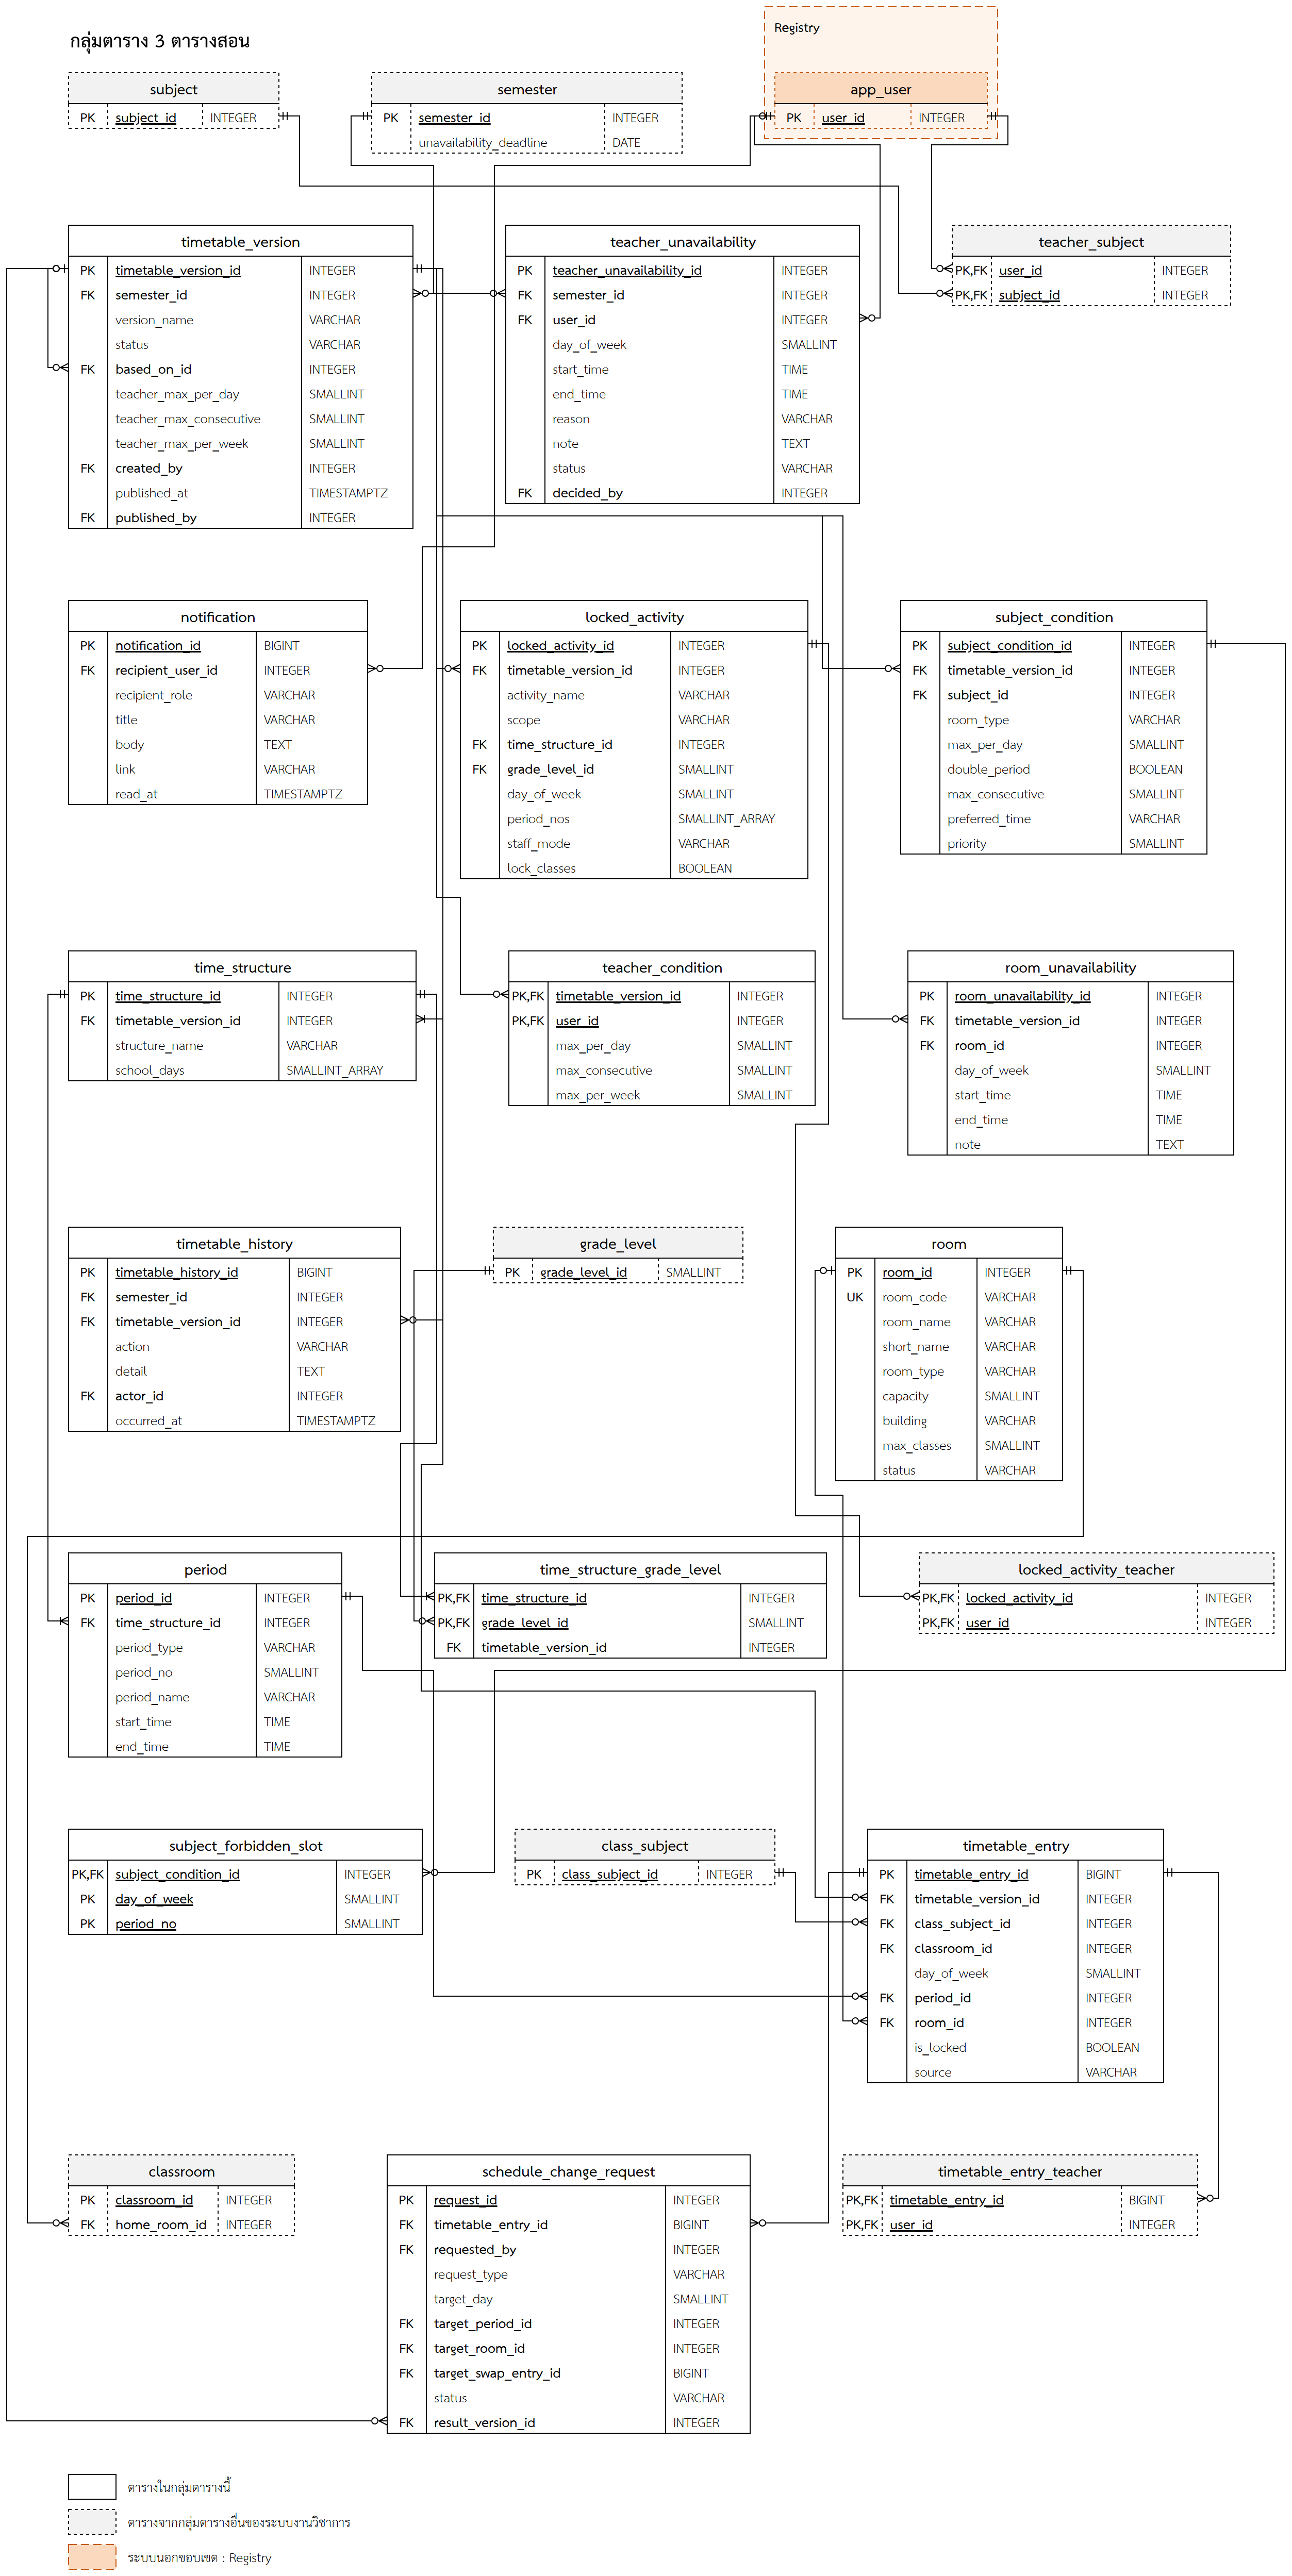 กลุ่มตาราง 3 ตารางสอน
Registry
subject
PK subject_id INTEGER
semester
PK semester_id INTEGER
unavailability_deadline DATE
app_user
PK user_id INTEGER
timetable_version
PK timetable_version_id INTEGER
FK semester_id INTEGER
version_name VARCHAR
status VARCHAR
FK based_on_id INTEGER
teacher_max_per_day SMALLINT
teacher_max_consecutive SMALLINT
teacher_max_per_week SMALLINT
FK created_by INTEGER
published_at TIMESTAMPTZ
FK published_by INTEGER
teacher_unavailability
PK teacher_unavailability_id INTEGER
FK semester_id INTEGER
FK user_id INTEGER
day_of_week SMALLINT
start_time TIME
end_time TIME
reason VARCHAR
note TEXT
status VARCHAR
FK decided_by INTEGER
teacher_subject
PK,FK user_id INTEGER
PK,FK subject_id INTEGER
notification
PK notification_id BIGINT
FK recipient_user_id INTEGER
recipient_role VARCHAR
title VARCHAR
body TEXT
link VARCHAR
read_at TIMESTAMPTZ
locked_activity
PK locked_activity_id INTEGER
FK timetable_version_id INTEGER
activity_name VARCHAR
scope VARCHAR
FK time_structure_id INTEGER
FK grade_level_id SMALLINT
day_of_week SMALLINT
period_nos SMALLINT_ARRAY
staff_mode VARCHAR
lock_classes BOOLEAN
subject_condition
PK subject_condition_id INTEGER
FK timetable_version_id INTEGER
FK subject_id INTEGER
room_type VARCHAR
max_per_day SMALLINT
double_period BOOLEAN
max_consecutive SMALLINT
preferred_time VARCHAR
priority SMALLINT
time_structure
PK time_structure_id INTEGER
FK timetable_version_id INTEGER
structure_name VARCHAR
school_days SMALLINT_ARRAY
teacher_condition
PK,FK timetable_version_id INTEGER
PK,FK user_id INTEGER
max_per_day SMALLINT
max_consecutive SMALLINT
max_per_week SMALLINT
room_unavailability
PK room_unavailability_id INTEGER
FK timetable_version_id INTEGER
FK room_id INTEGER
day_of_week SMALLINT
start_time TIME
end_time TIME
note TEXT
timetable_history
PK timetable_history_id BIGINT
FK semester_id INTEGER
FK timetable_version_id INTEGER
action VARCHAR
detail TEXT
FK actor_id INTEGER
occurred_at TIMESTAMPTZ
grade_level
PK grade_level_id SMALLINT
room
PK room_id INTEGER
UK room_code VARCHAR
room_name VARCHAR
short_name VARCHAR
room_type VARCHAR
capacity SMALLINT
building VARCHAR
max_classes SMALLINT
status VARCHAR
period
PK period_id INTEGER
FK time_structure_id INTEGER
period_type VARCHAR
period_no SMALLINT
period_name VARCHAR
start_time TIME
end_time TIME
time_structure_grade_level
PK,FK time_structure_id INTEGER
PK,FK grade_level_id SMALLINT
FK timetable_version_id INTEGER
locked_activity_teacher
PK,FK locked_activity_id INTEGER
PK,FK user_id INTEGER
subject_forbidden_slot
PK,FK subject_condition_id INTEGER
PK day_of_week SMALLINT
PK period_no SMALLINT
class_subject
PK class_subject_id INTEGER
timetable_entry
PK timetable_entry_id BIGINT
FK timetable_version_id INTEGER
FK class_subject_id INTEGER
FK classroom_id INTEGER
day_of_week SMALLINT
FK period_id INTEGER
FK room_id INTEGER
is_locked BOOLEAN
source VARCHAR
classroom
PK classroom_id INTEGER
FK home_room_id INTEGER
schedule_change_request
PK request_id INTEGER
FK timetable_entry_id BIGINT
FK requested_by INTEGER
request_type VARCHAR
target_day SMALLINT
FK target_period_id INTEGER
FK target_room_id INTEGER
FK target_swap_entry_id BIGINT
status VARCHAR
FK result_version_id INTEGER
timetable_entry_teacher
PK,FK timetable_entry_id BIGINT
PK,FK user_id INTEGER
ตารางในกลุ่มตารางนี้
ตารางจากกลุ่มตารางอื่นของระบบงานวิชาการ
ระบบนอกขอบเขต : Registry